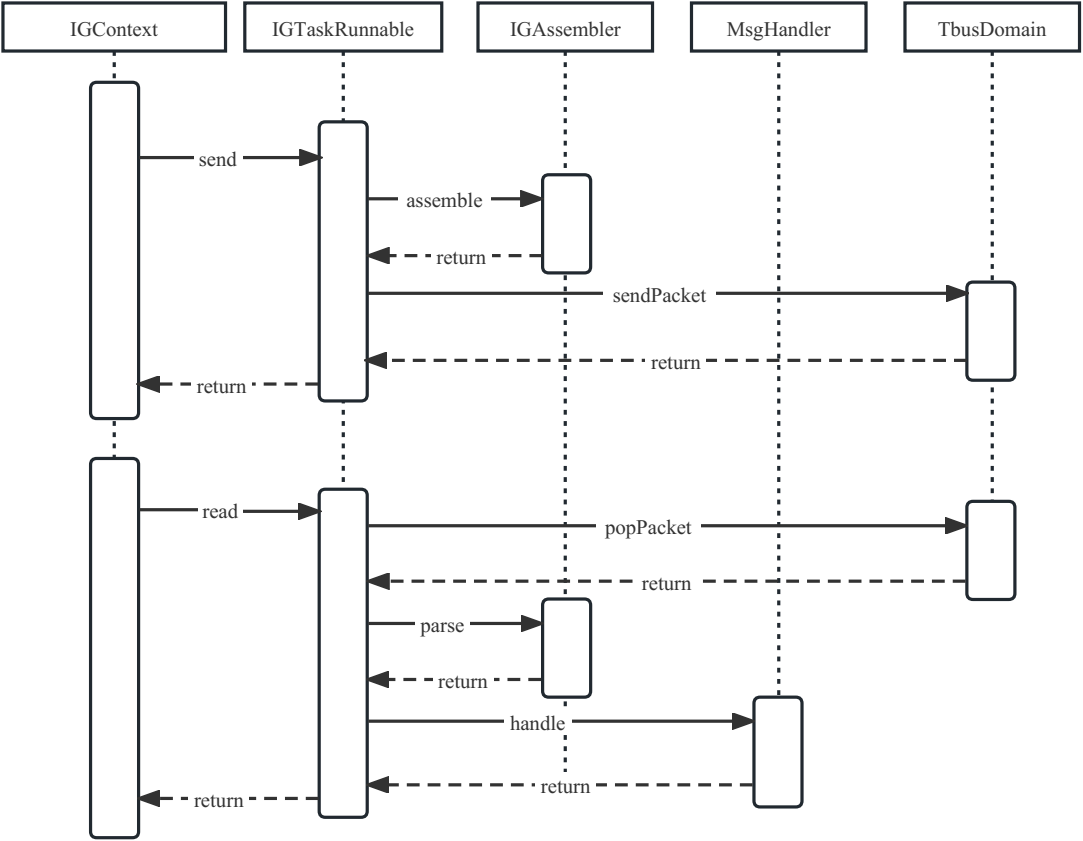 IGContext
IGTaskRunnable
IGAssembler
MsgHandler
TbusDomain
send
assemble
return
sendPacket
return
return
read
popPacket
return
parse
return
handle
return
return